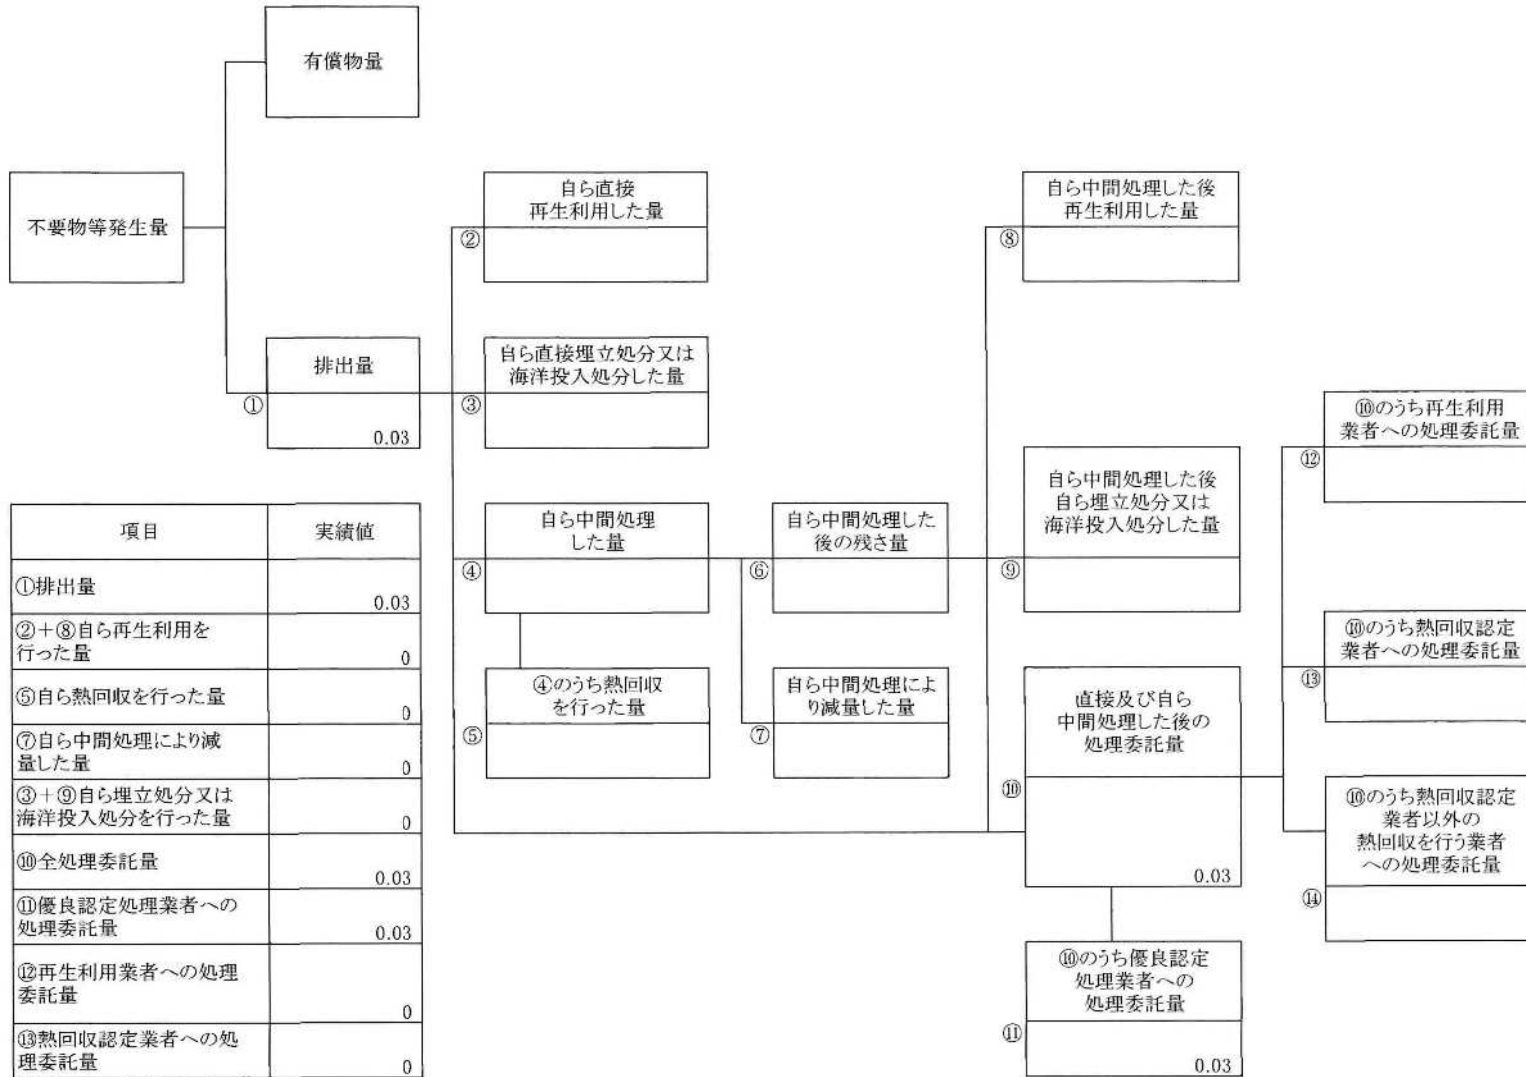 有償物量
不要物等発生量
自ら直接
再生利用した量
②
自ら中間処理した後
再生利用した量
⑧
排出量
①
0.03
自ら直接埋立処分又は
海洋投入処分した量
③
⑩のうち再生利用
業者への処理委託量
⑫
自ら中間処理
した量
④
自ら中間処理した
後の残さ量
⑥
自ら中間処理した後
自ら埋立処分又は
海洋投入処分した量
⑨
④のうち熱回収
を行った量
⑤
自ら中間処理によ
り減量した量
⑦
直接及び自ら
中間処理した後の
処理委託量
⑩
0.03
⑩のうち熱回収認定
業者への処理委託量
⑬
⑩のうち熱回収認定
業者以外の
熱回収を行う業者
への処理委託量
⑭
⑩のうち優良認定
処理業者への
処理委託量
⑪
0.03
項目 実績値
①排出量
0.03
②+⑧自ら再生利用を
行った量
0
⑤自ら熱回収を行った量
0
⑦自ら中間処理により減
量した量
0
③+⑨自ら埋立処分又は
海洋投入処分を行った量
0
⑩全処理委託量
0.03
⑪優良認定処理業者への
処理委託量
0.03
⑫再生利用業者への処理
委託量
0
⑬熱回収認定業者への処
理委託量
0